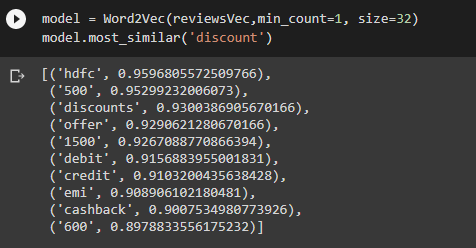 model = Word2Vec(reviewsVec,min_count=1, size=32)
model.most_similar('discount')
[('hdfc', 0.9596805572509766),
('500', 0.95299232006073),
('discounts', 0.9300386905670166),
('offer', 0.9290621280670166),
('1500', 0.9267088770866394),
('debit', 0.9156883955001831),
('credit', 0.9103200435638428),
('emi', 0.908906102180481),
('cashback', 0.9007534980773926),
('600', 0.8978833556175232)]